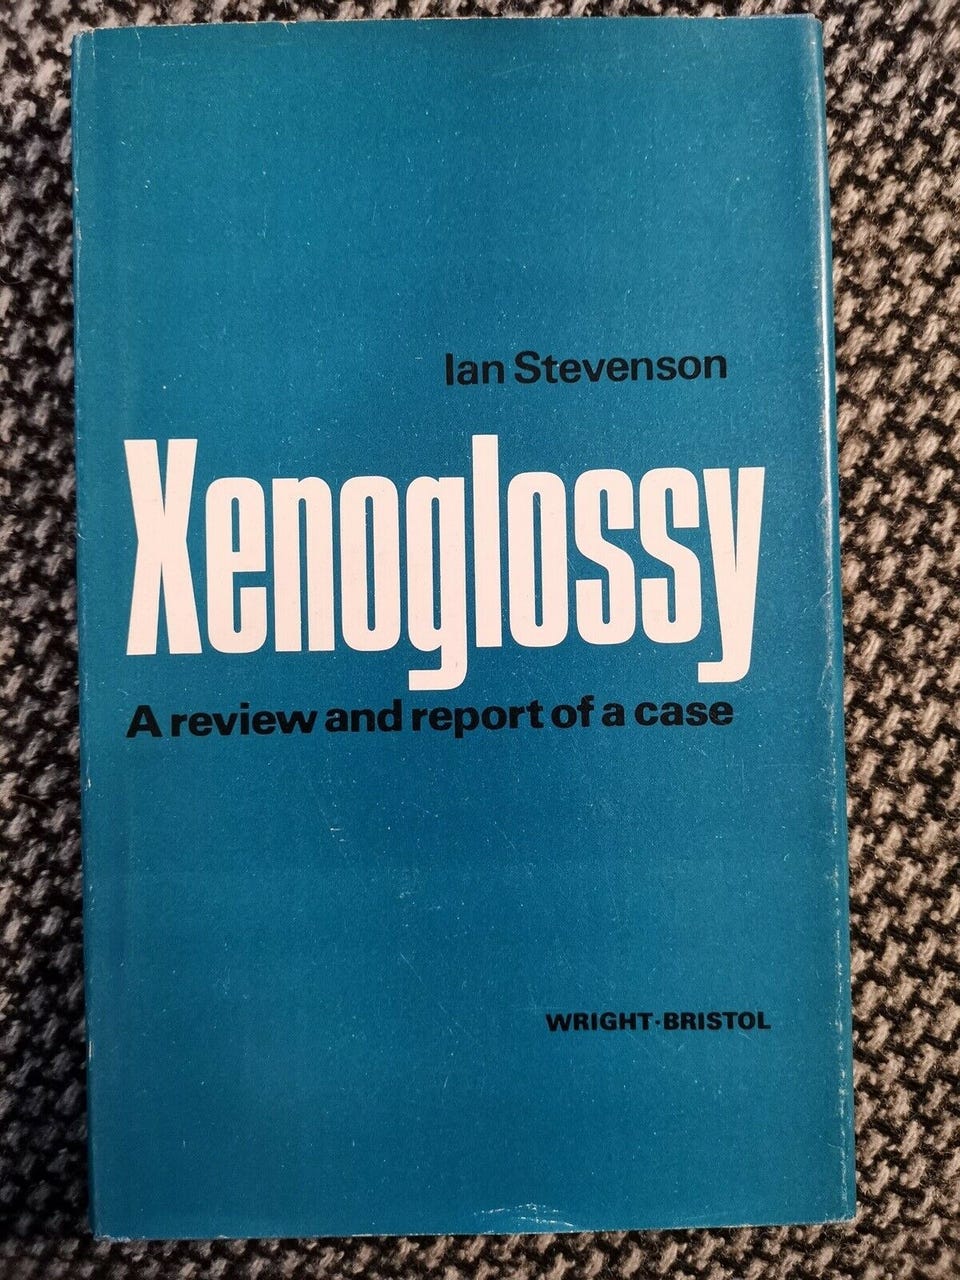 Ian Stevenson
Xenoglossy
A review and report of a case
WRIGHT·BRISTOL